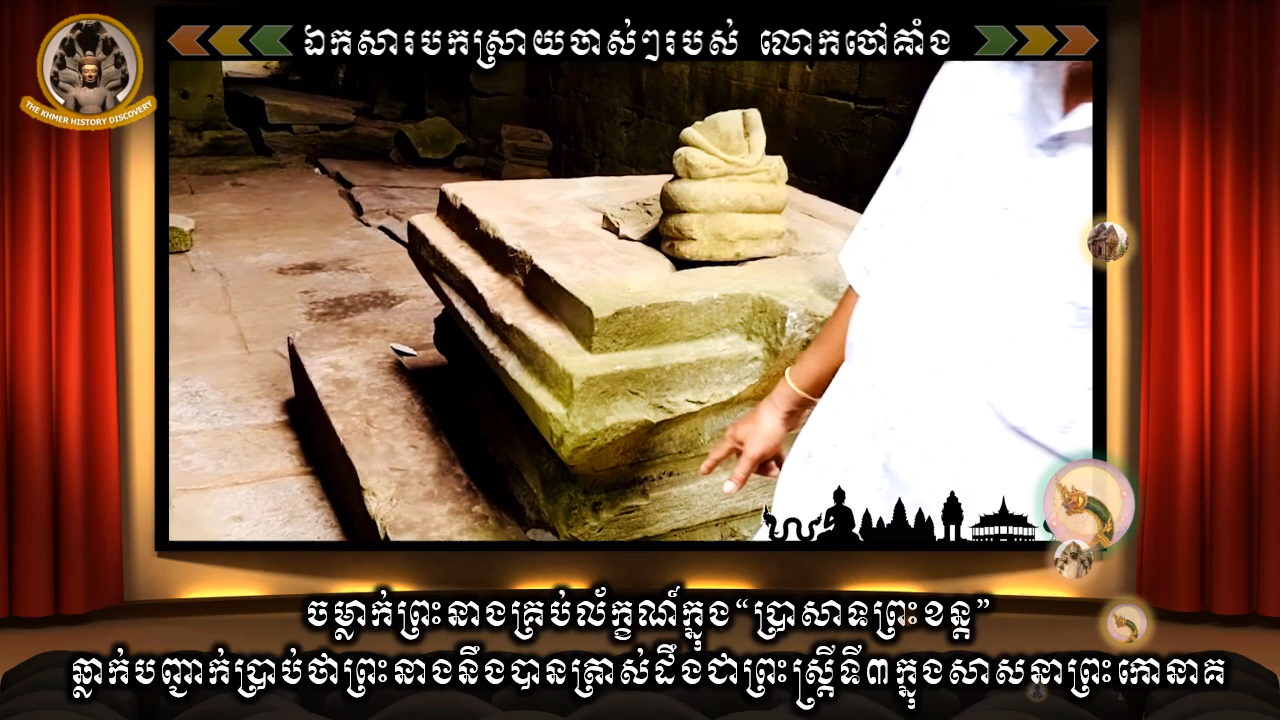 ឯកសារបកស្រាយចាស់ៗរបស់ លោកចៅគាំង
THE KHMER HISTORY DISCOVERY
ចម្លាក់ព្រះនាងគ្រប់ល័ក្ខណ៍ក្នុង“ប្រាសាទព្រះខន្ត”
ឆ្លាក់បញ្ជាក់ប្រាប់ថាព្រះនាងនឹងបានត្រាស់ដឹងជាព្រះស្ត្រីទី៣ក្នុងសាសនាព្រះកោនាគ